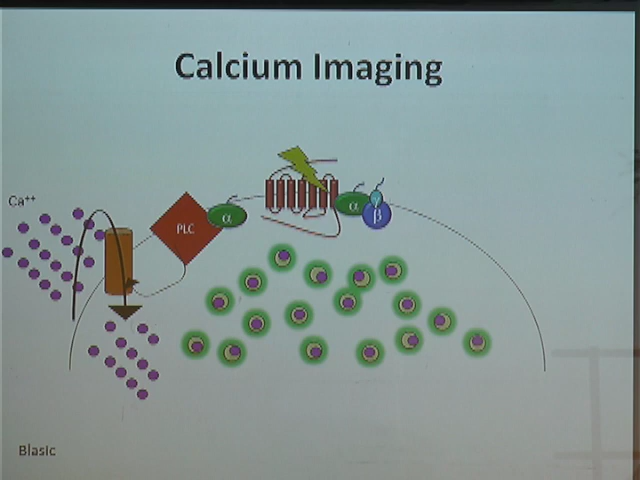 Calcium Imaging
Ca++
PLC
α
α
β
Blasic